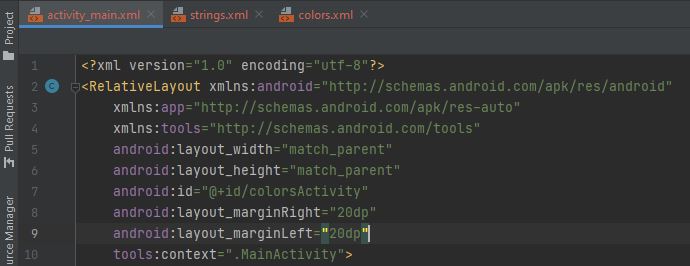 activity_main.xml strings.xml colors.xml
Project
Pull Requests
urce Manager
1 <?xml version="1.0" encoding="utf-8"?>
2 <RelativeLayout xmlns:android="http://schemas.android.com/apk/res/android"
3 xmlns:app="http://schemas.android.com/apk/res-auto"
4 xmlns:tools="http://schemas.android.com/tools"
5 android:layout_width="match_parent"
6 android:layout_height="match_parent"
7 android:id="@+id/colorsActivity"
8 android:layout_marginRight="20dp"
9 android:layout_marginLeft="20dp"
10 tools:context=".MainActivity">